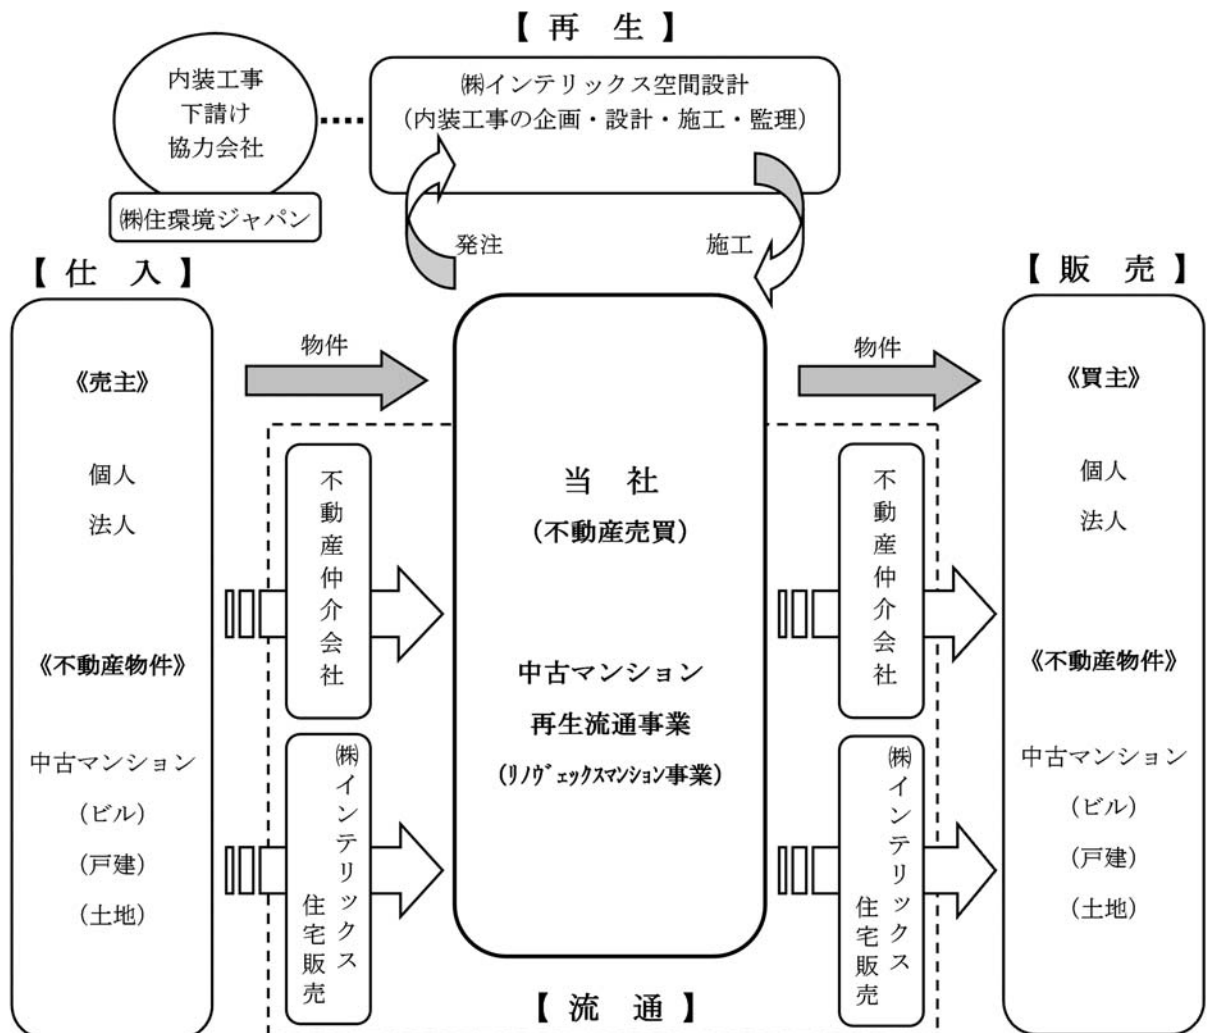 【 再　生 】
内装工事
下請け
協力会社
㈱インテリックス空間設計
(内装工事の企画・設計・施工・監理)
㈱住環境ジャパン
発注
施工
【 仕　入 】
【 販　売 】
《売主》
個人
法人
《不動産物件》
中古マンション
(ビル)
(戸建)
(土地)
物件
不動産仲介会社
㈱インテリックス
住宅販売
当　社
(不動産売買)
中古マンション
再生流通事業
(ﾘﾉヴェックスマンション事業)
物件
不動産仲介会社
㈱インテリックス
住宅販売
《買主》
個人
法人
《不動産物件》
中古マンション
(ビル)
(戸建)
(土地)
【 流　通 】